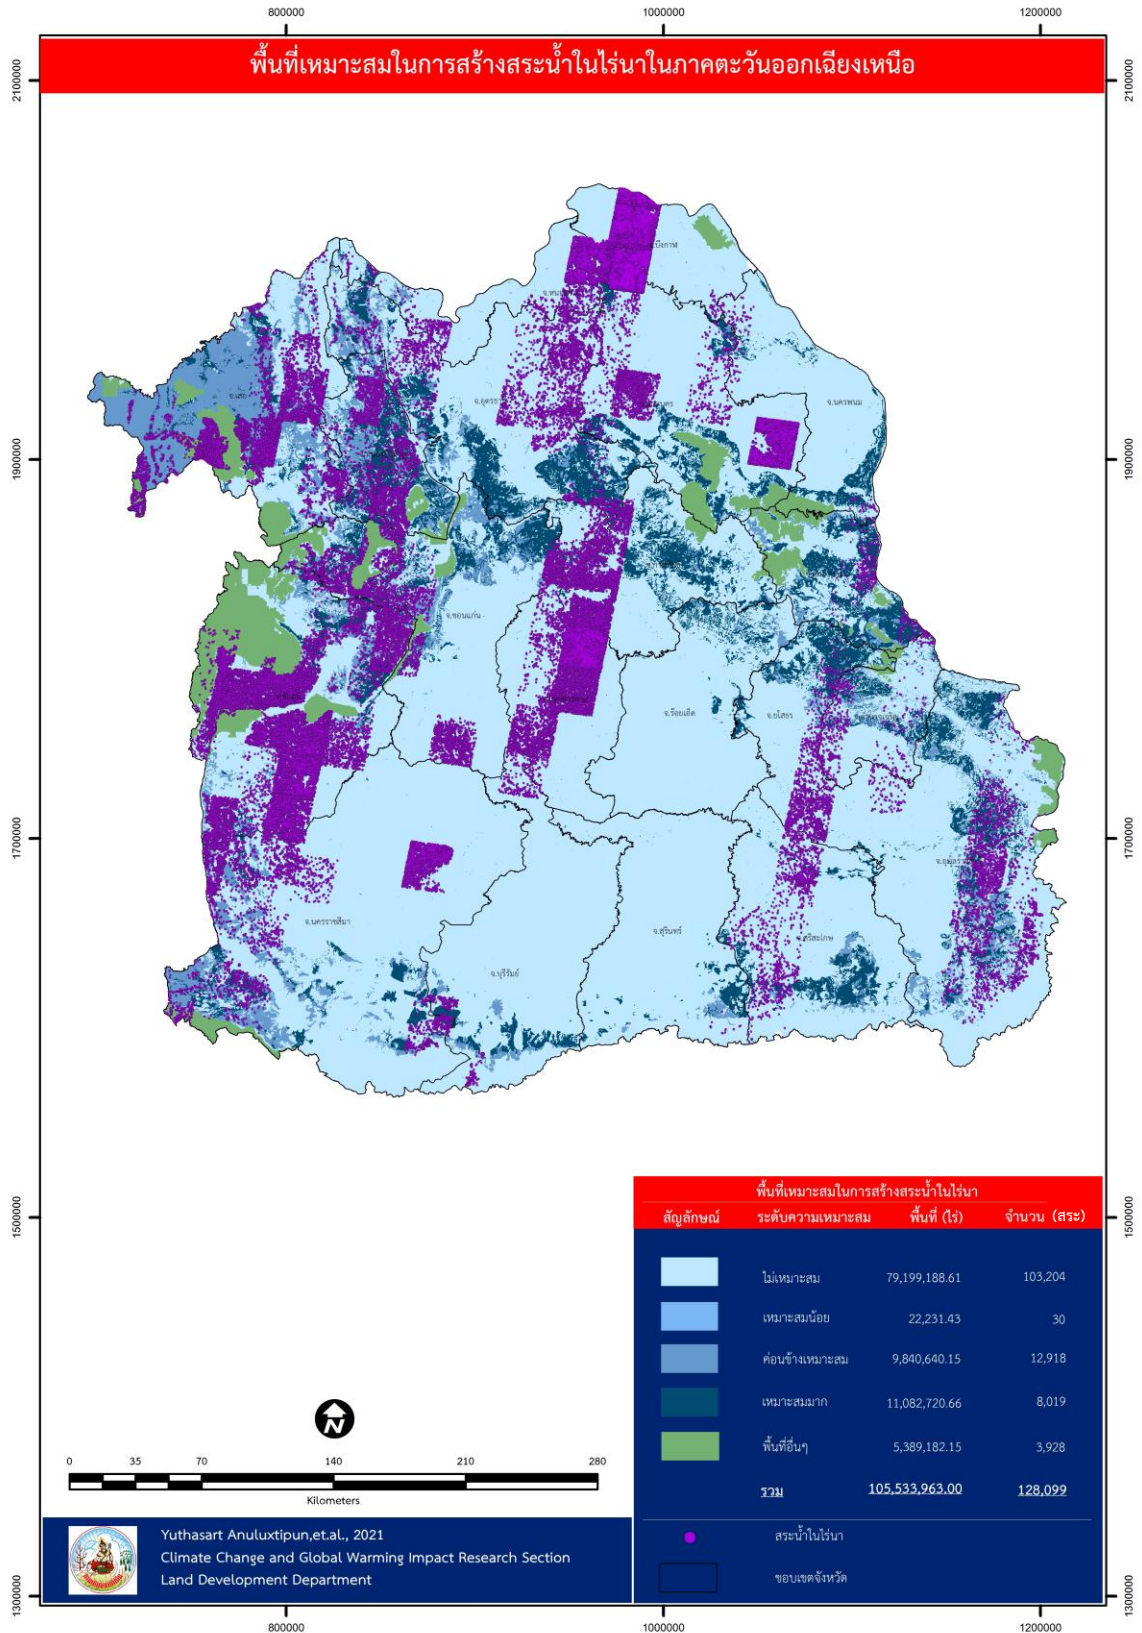 800000
1000000
1200000
พื้นที่เหมาะสมในการสร้างสระน้ำในไร่นาในภาคตะวันออกเฉียงเหนือ
2100000
2100000
จ.บึงกาฬ
จ.เลย
จ.นครพนม
1900000
1900000
จ.ขอนแก่น
จ.ร้อยเอ็ด
จ.ยโสธร
1700000
1700000
จ.นครราชสีมา
จ.สุรินทร์
จ.ศรีสะเกษ
จ.บุรีรัมย์
1500000
1500000
พื้นที่เหมาะสมในการสร้างสระน้ำในไร่นา
สัญลักษณ์ ระดับความเหมาะสม พื้นที่ (ไร่) จำนวน (สระ)
ไม่เหมาะสม 79,199,188.61 103,204
เหมาะสมน้อย 22,231.43 30
ค่อนข้างเหมาะสม 9,840,640.15 12,918
เหมาะสมมาก 11,082,720.66 8,019
พื้นที่อื่นๆ 5,389,182.15 3,928
รวม 105,533,963.00 128,099
สระน้ำในไร่นา
ขอบเขตจังหวัด
N
0 35 70 140 210 280
Kilometers
Yuthasart Anuluxtipun,et.al., 2021
Climate Change and Global Warming Impact Research Section
Land Development Department
1300000
1300000
800000
1000000
1200000